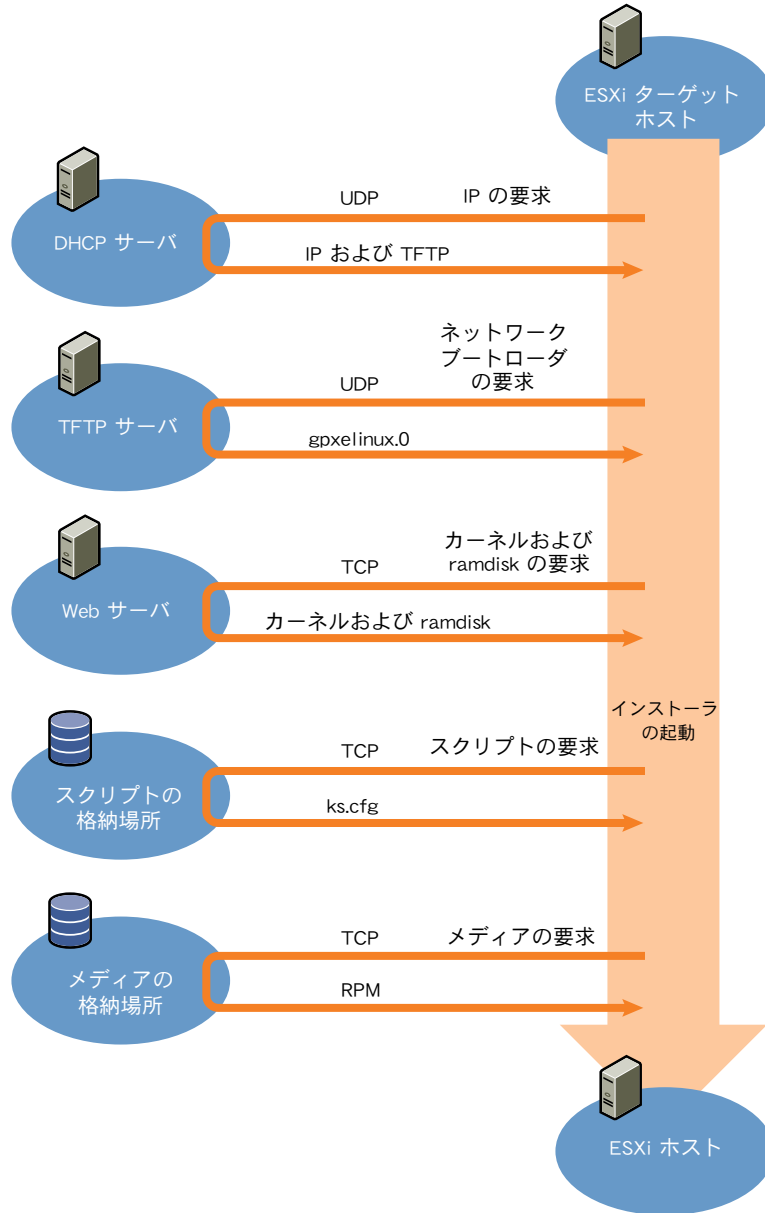 ESXi ターゲット
ホスト
UDP
IP の要求
DHCP サーバ
IP および TFTP
ネットワーク
ブートローダ
の要求
UDP
TFTP サーバ
gpxelinux.0
カーネルおよび
ramdisk の要求
TCP
Web サーバ
カーネルおよび ramdisk
インストーラ
の起動
TCP
スクリプトの要求
スクリプトの
格納場所
ks.cfg
TCP
メディアの要求
メディアの
格納場所
RPM
ESXi ホスト